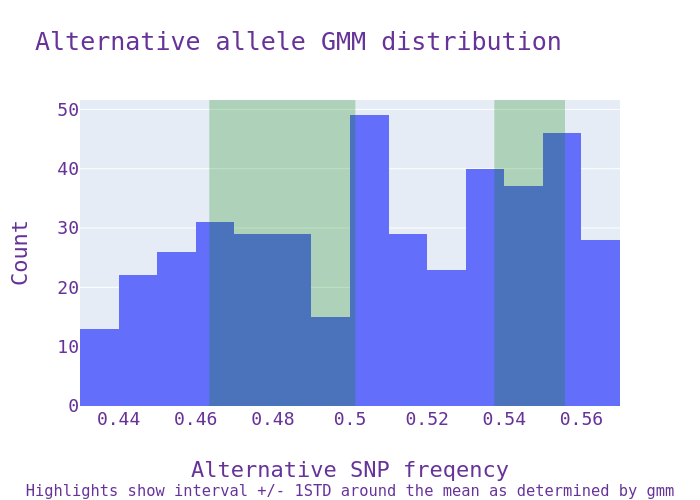 Alternative allele GMM distribution
50
40
30
20
10
0
Count
0.44 0.46 0.48 0.5 0.52 0.54 0.56
Alternative SNP freqency
Highlights show interval +/- 1STD around the mean as determined by gmm